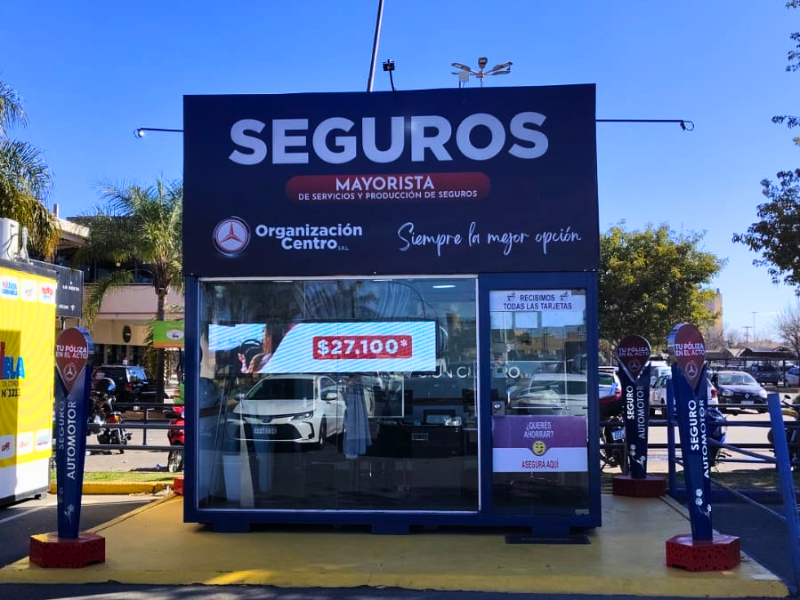 SEGUROS
MAYORISTA
DE SERVICIOS Y PRODUCCIÓN DE SEGUROS
Organización
Centro S.R.L.
Siempre la mejor opción
RECIBIMOS
TODAS LAS TARJETAS
$27.100*
¿QUERES
AHORRAR?
ASEGURA AQUÍ
TU PÓLIZA
EN EL ACTO
SEGURO
AUTOMOTOR
TU PÓLIZA
EN EL ACTO
SEGURO
AUTOMOTOR
TU PÓLIZA
EN EL ACTO
SEGURO
AUTOMOTOR